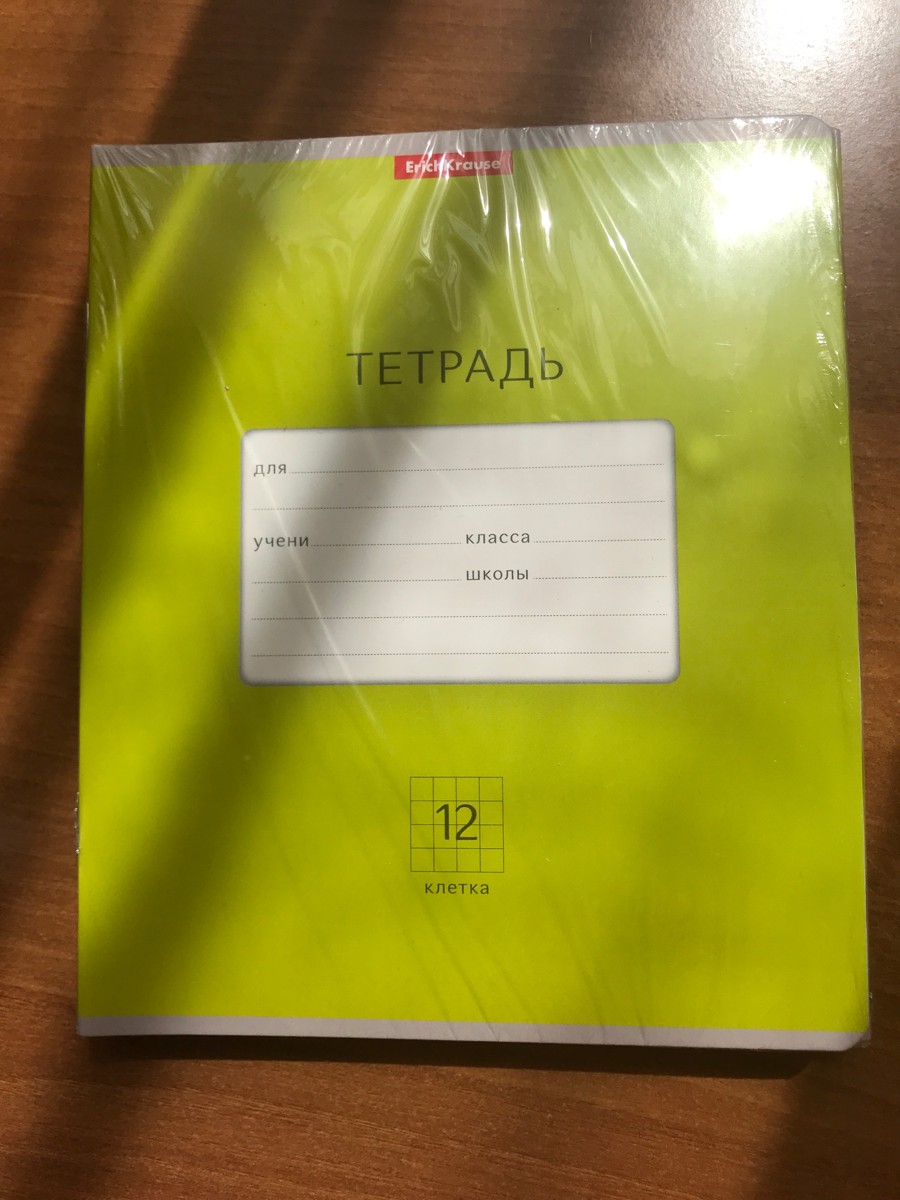 ErichKrause
ТЕТРАДЬ
для
учени класса
школы
12
клетка